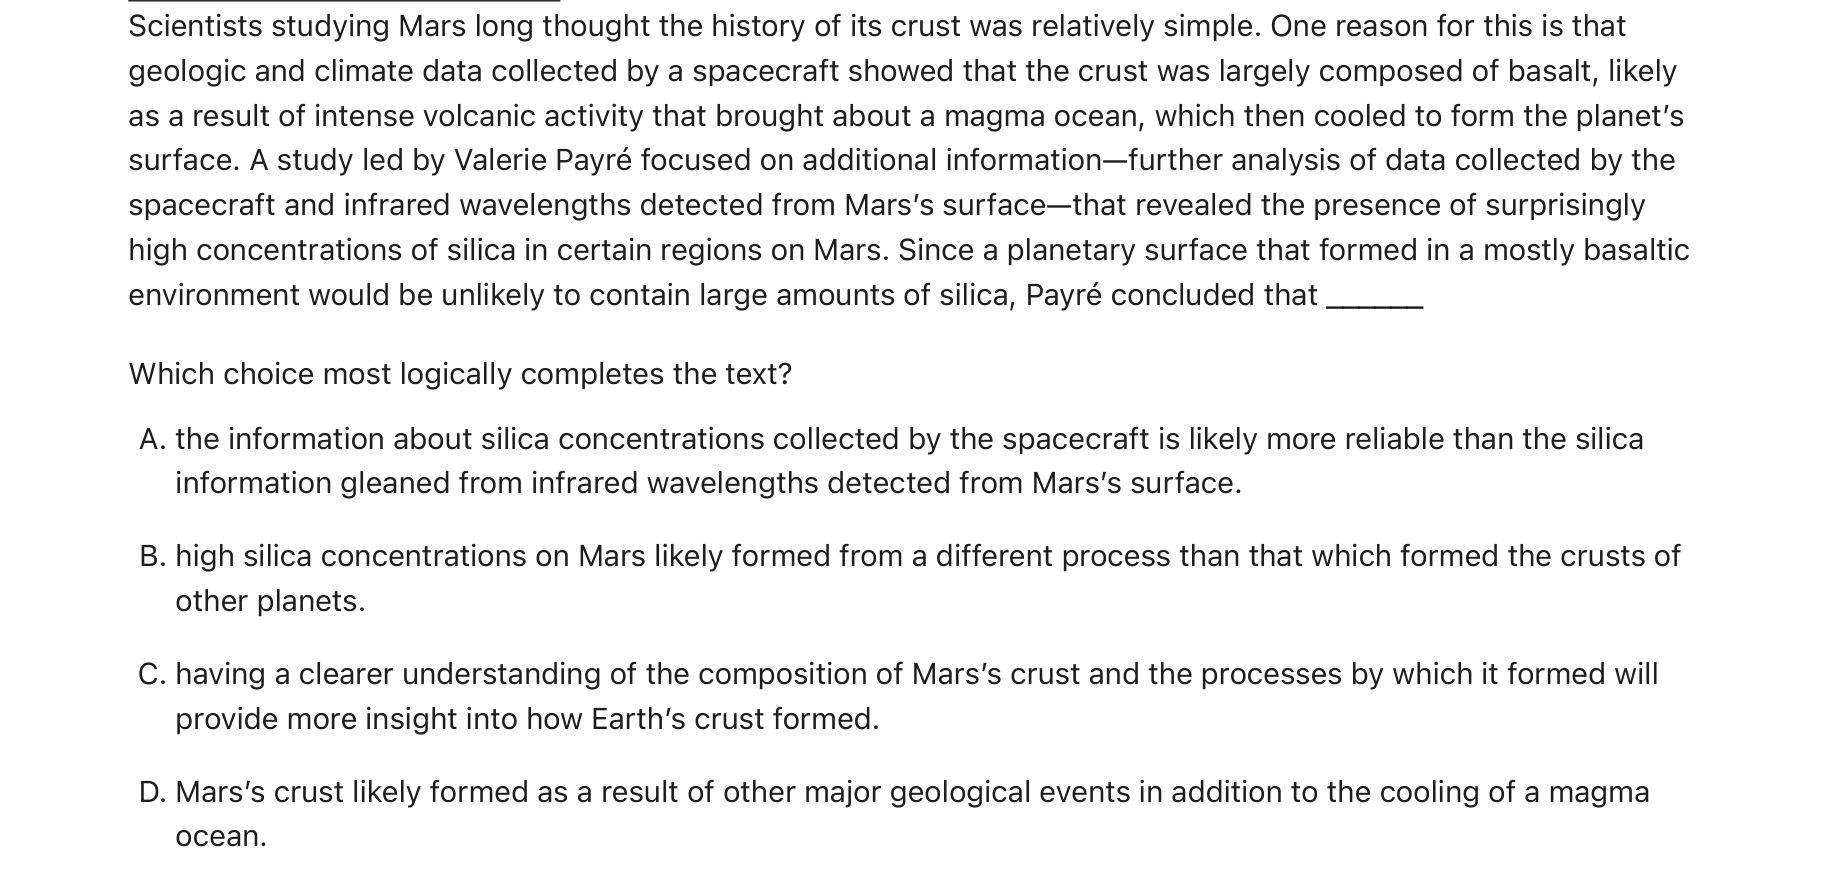 Scientists studying Mars long thought the history of its crust was relatively simple. One reason for this is that
geologic and climate data collected by a spacecraft showed that the crust was largely composed of basalt, likely
as a result of intense volcanic activity that brought about a magma ocean, which then cooled to form the planet’s
surface. A study led by Valerie Payré focused on additional information—further analysis of data collected by the
spacecraft and infrared wavelengths detected from Mars’s surface—that revealed the presence of surprisingly
high concentrations of silica in certain regions on Mars. Since a planetary surface that formed in a mostly basaltic
environment would be unlikely to contain large amounts of silica, Payré concluded that ______
Which choice most logically completes the text?
A. the information about silica concentrations collected by the spacecraft is likely more reliable than the silica
information gleaned from infrared wavelengths detected from Mars’s surface.
B. high silica concentrations on Mars likely formed from a different process than that which formed the crusts of
other planets.
C. having a clearer understanding of the composition of Mars’s crust and the processes by which it formed will
provide more insight into how Earth’s crust formed.
D. Mars’s crust likely formed as a result of other major geological events in addition to the cooling of a magma
ocean.